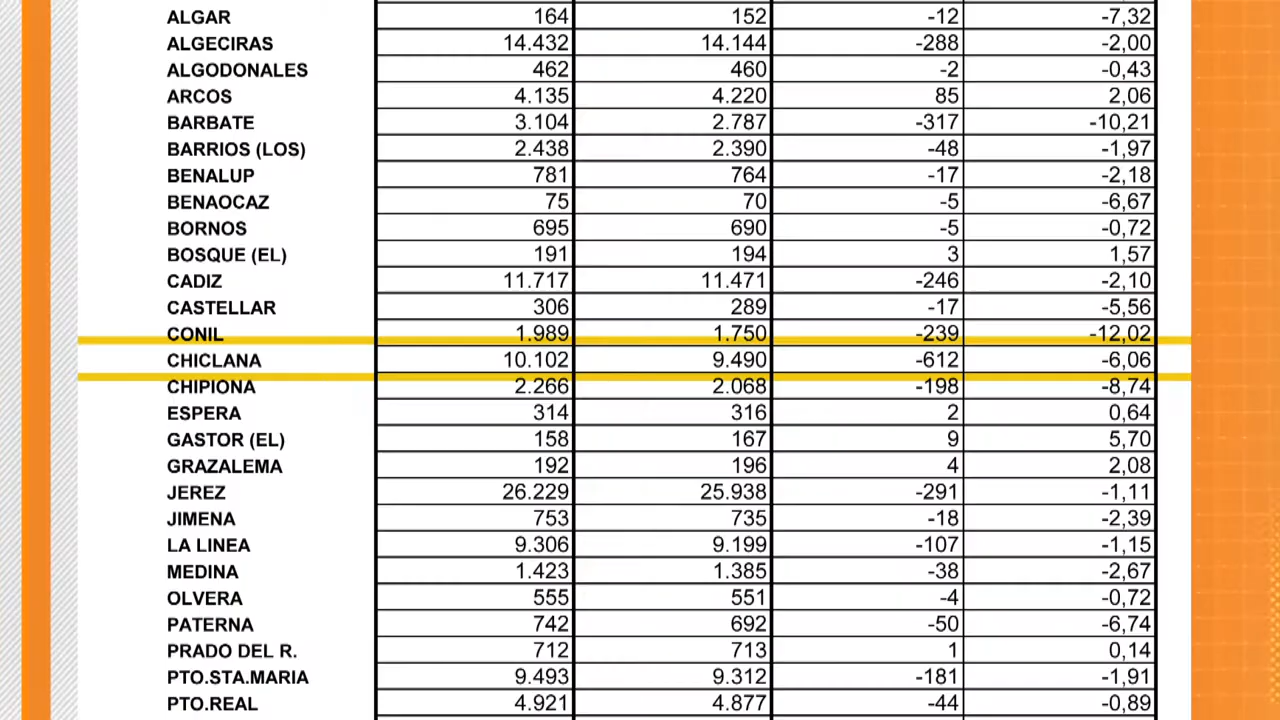 ALGAR 164 152 -12 -7,32
ALGECIRAS 14.432 14.144 -288 -2,00
ALGODONALES 462 460 -2 -0,43
ARCOS 4.135 4.220 85 2,06
BARBATE 3.104 2.787 -317 -10,21
BARRIOS (LOS) 2.438 2.390 -48 -1,97
BENALUP 781 764 -17 -2,18
BENAOCAZ 75 70 -5 -6,67
BORNOS 695 690 -5 -0,72
BOSQUE (EL) 191 194 3 1,57
CADIZ 11.717 11.471 -246 -2,10
CASTELLAR 306 289 -17 -5,56
CONIL 1.989 1.750 -239 -12,02
CHICLANA 10.102 9.490 -612 -6,06
CHIPIONA 2.266 2.068 -198 -8,74
ESPERA 314 316 2 0,64
GASTOR (EL) 158 167 9 5,70
GRAZALEMA 192 196 4 2,08
JEREZ 26.229 25.938 -291 -1,11
JIMENA 753 735 -18 -2,39
LA LINEA 9.306 9.199 -107 -1,15
MEDINA 1.423 1.385 -38 -2,67
OLVERA 555 551 -4 -0,72
PATERNA 742 692 -50 -6,74
PRADO DEL R. 712 713 1 0,14
PTO.STA.MARIA 9.493 9.312 -181 -1,91
PTO.REAL 4.921 4.877 -44 -0,89